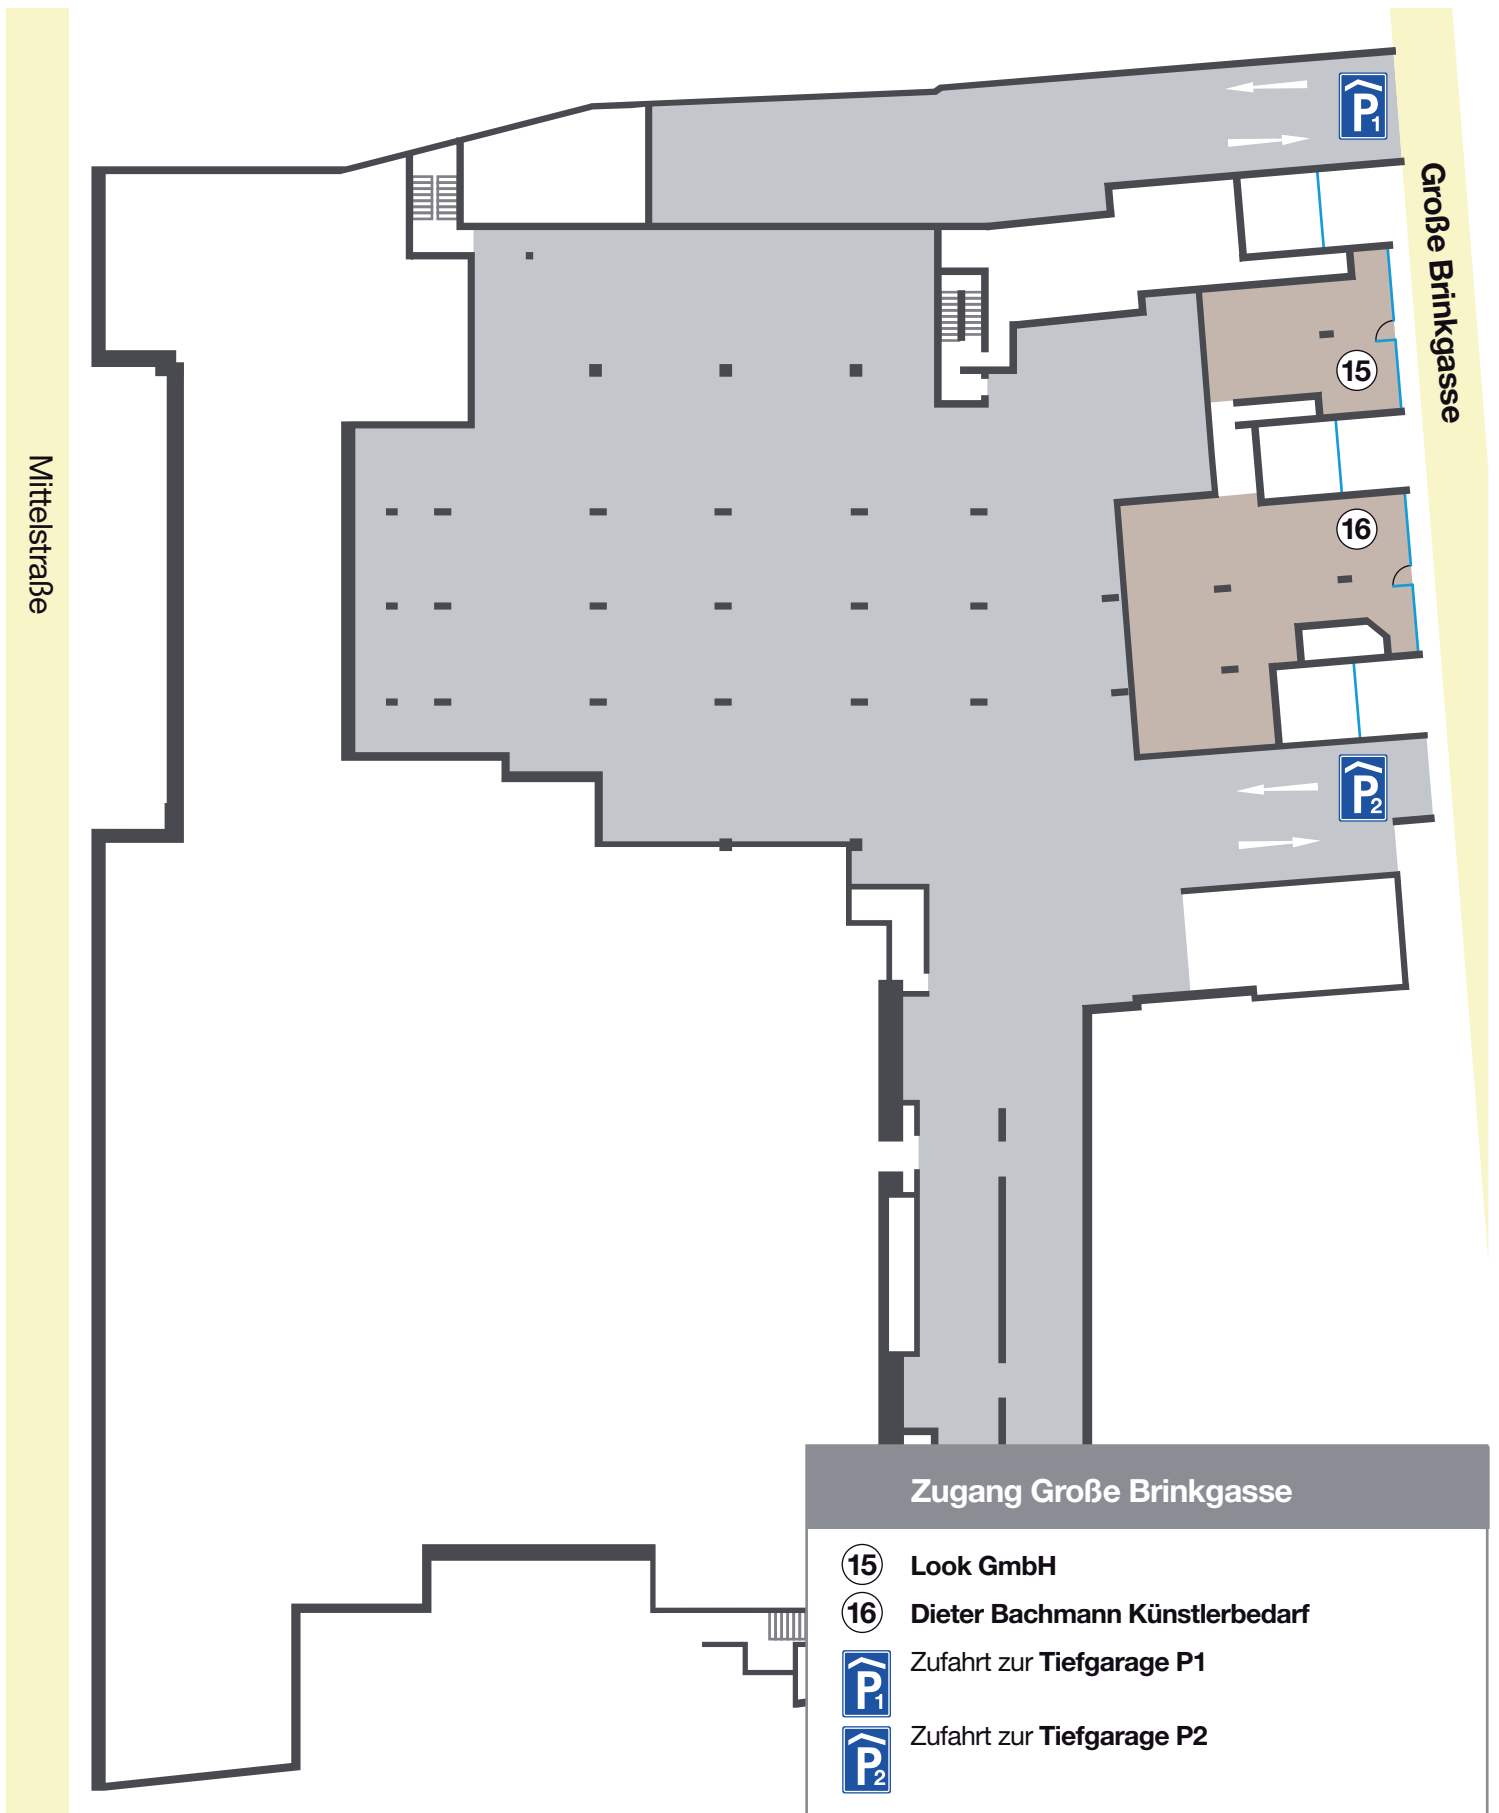 P1
Große Brinkgasse
15
Mittelstraße
16
P2
Zugang Große Brinkgasse
15 Look GmbH
16 Dieter Bachmann Künstlerbedarf
P1 Zufahrt zur Tiefgarage P1
P2 Zufahrt zur Tiefgarage P2